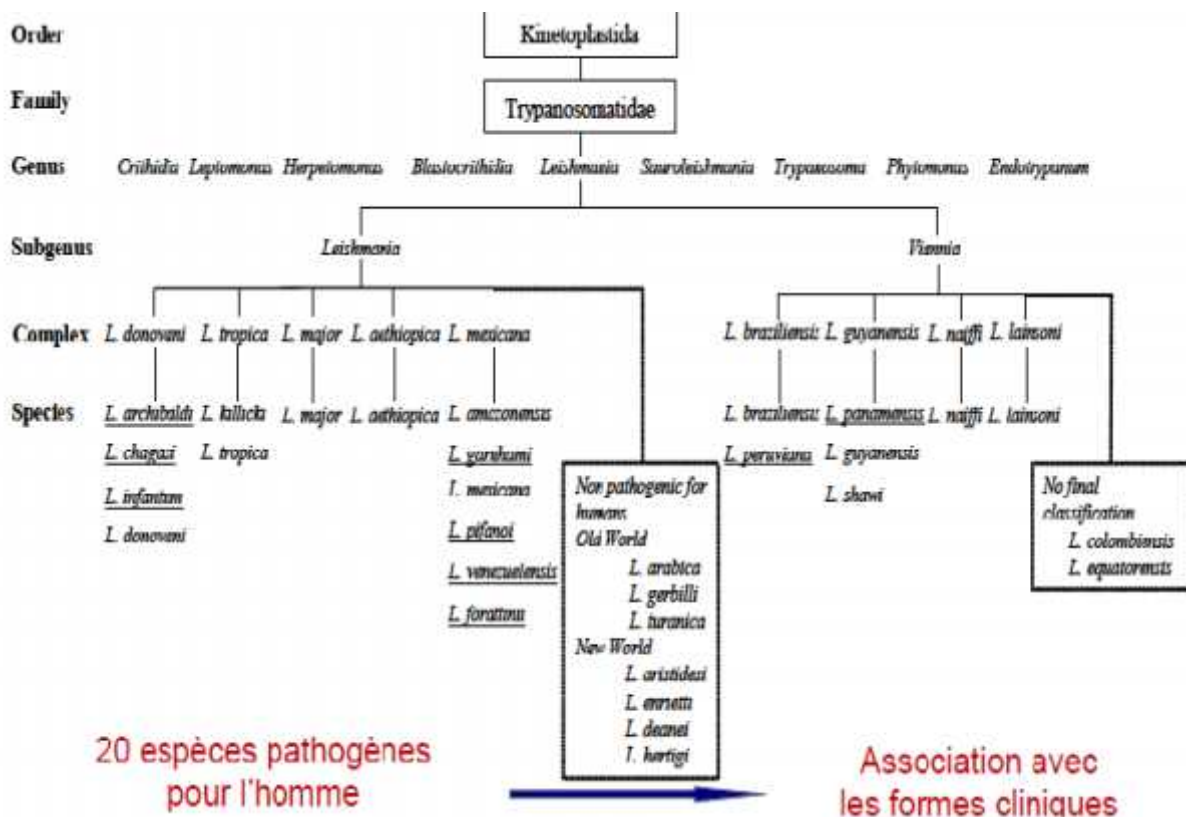 Order Kinetoplastida
Family Trypanosomatidae
Genus Crithidia Leptomonas Herpetomonas Blastocrithidia Leishmania Sauroleishmania Trypanosoma Phytomonas Endotrypanum
Subgenus Leishmania Viannia
Complex L. donovani L. tropica L. major L. aethiopica L. mexicana L. braziliensis L. guyanensis L. naiffi L. lainsoni
Species L. archibaldi L. killicki L. major L. aethiopica L. amazonensis L. braziliensis L. panamensis L. naiffi L. lainsoni
L. chagasi L. tropica L. garnhami L. peruviana L. guyanensis
L. infantum L. mexicana L. shawi
L. donovani L. pifanoi
L. venezuelensis
L. forattinii
Non pathogenic for
humans
Old World
L. arabica
L. gerbilli
L. turanica
New World
L. aristidesi
L. enriettii
L. deanei
L. hertigi
No final
classification
L. colombiensis
L. equatorensis
20 espèces pathogènes
pour l'homme
Association avec
les formes cliniques